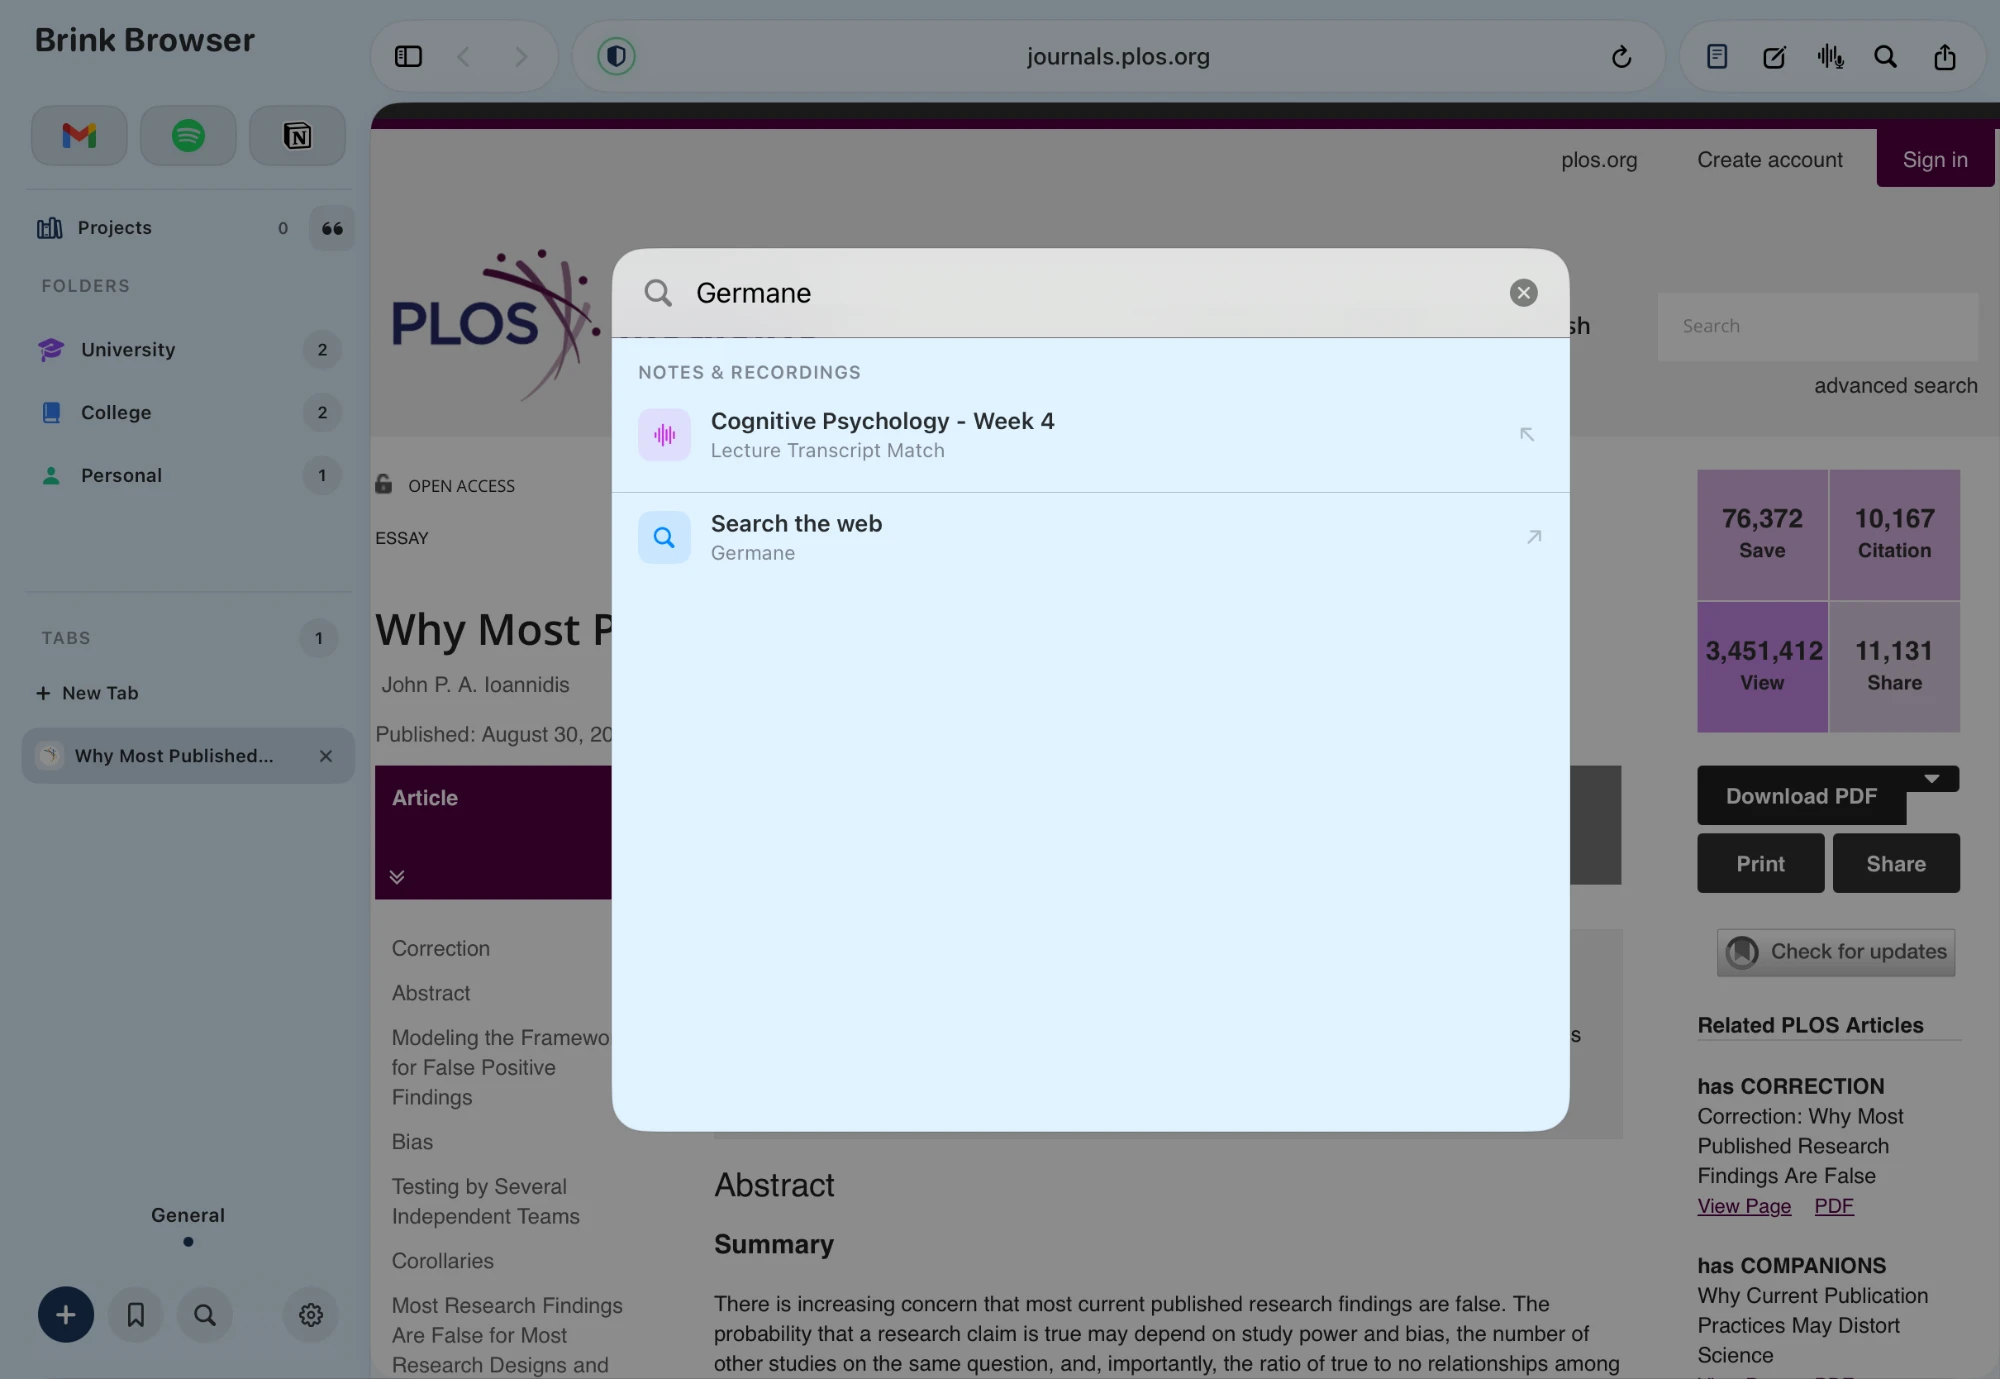 Brink Browser
journals.plos.org
N
Projects
0
FOLDERS
University
2
College
2
Personal
1
TABS
1
+ New Tab
Why Most Published...
General
plos.org
Create account
Sign in
PLOS
Search
advanced search
sh
OPEN ACCESS
ESSAY
Why Most P
John P. A. Ioannidis
Published: August 30, 20
Article
Correction
Abstract
Modeling the Framewo
for False Positive
Findings
Bias
Testing by Several
Independent Teams
Corollaries
Most Research Findings
Are False for Most
Research Designs and
Germane
NOTES & RECORDINGS
Cognitive Psychology - Week 4
Lecture Transcript Match
Search the web
Germane
s
Abstract
Summary
There is increasing concern that most current published research findings are false. The
probability that a research claim is true may depend on study power and bias, the number of
other studies on the same question, and, importantly, the ratio of true to no relationships among
76,372
Save
10,167
Citation
3,451,412
View
11,131
Share
Download PDF
Print
Share
Check for updates
Related PLOS Articles
has CORRECTION
Correction: Why Most
Published Research
Findings Are False
View Page PDF
has COMPANIONS
Why Current Publication
Practices May Distort
Science